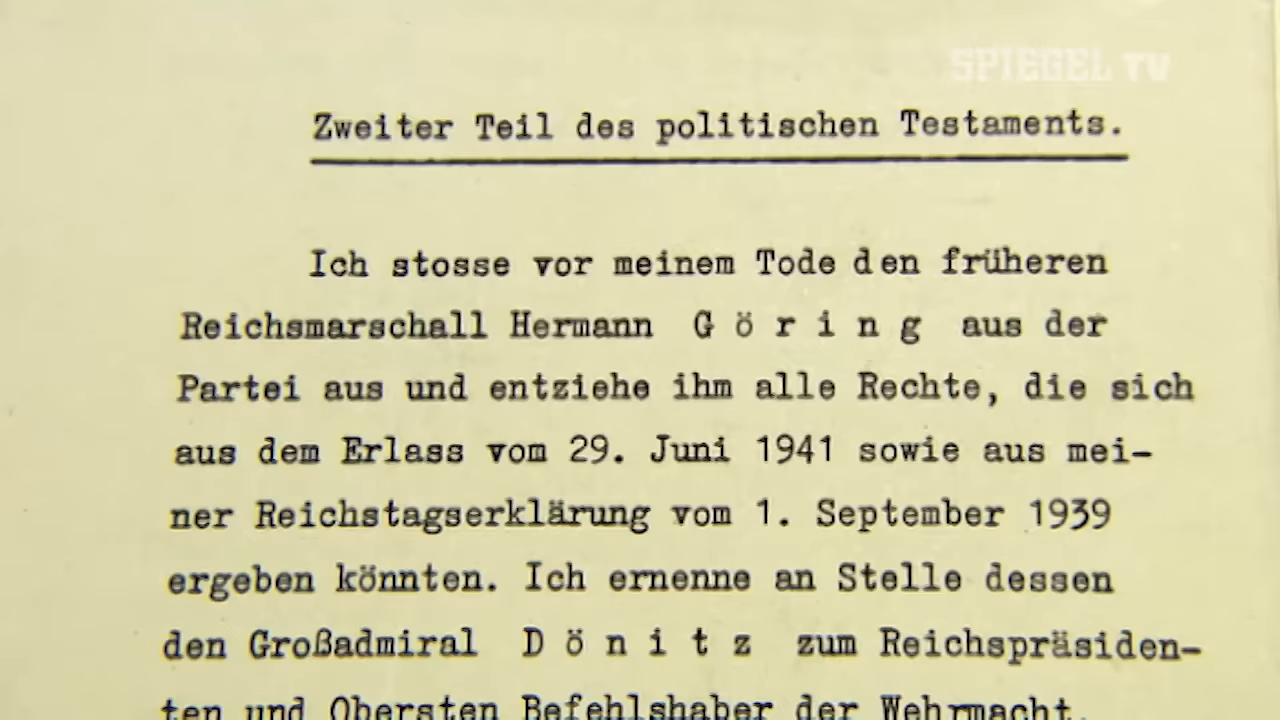 SPIEGEL TV
Zweiter Teil des politischen Testaments.
Ich stosse vor meinem Tode den früheren
Reichsmarschall Hermann G ö r i n g aus der
Partei aus und entziehe ihm alle Rechte, die sich
aus dem Erlass vom 29. Juni 1941 sowie aus mei-
ner Reichstagserklärung vom 1. September 1939
ergeben könnten. Ich ernenne an Stelle dessen
den Großadmiral D ö n i t z zum Reichspräsiden-
ten und Obersten Befehlshaber der Wehrmacht.